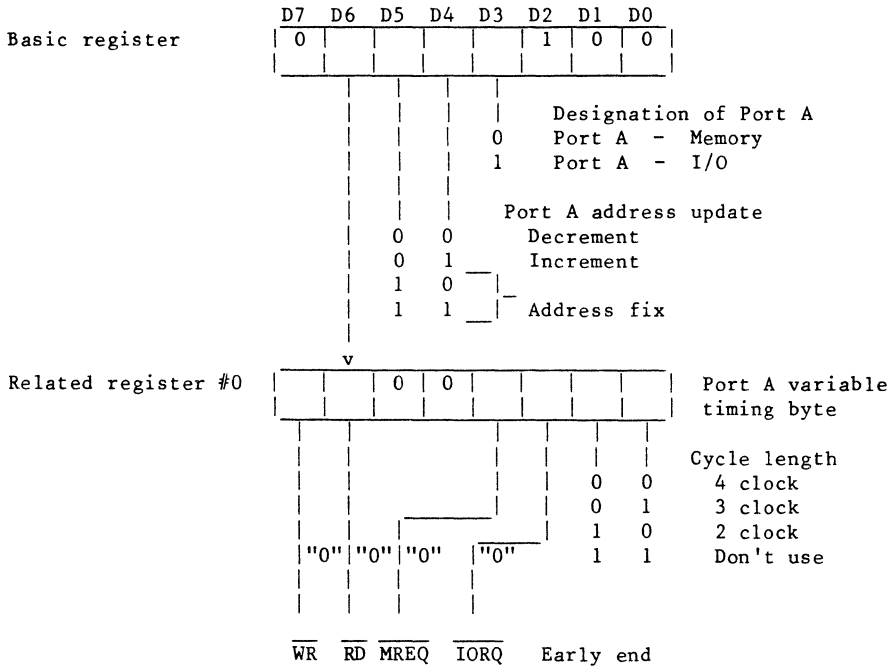 D7 D6 D5 D4 D3 D2 D1 D0
Basic register 0 1 0 0
Designation of Port A
0 Port A - Memory
1 Port A - I/O
Port A address update
0 0 Decrement
0 1 Increment
1 0
1 1 Address fix
v
Related register #0 0 0 Port A variable
timing byte
Cycle length
0 0 4 clock
0 1 3 clock
1 0 2 clock
"0" "0" "0" "0" 1 1 Don't use
WR RD MREQ IORQ Early end